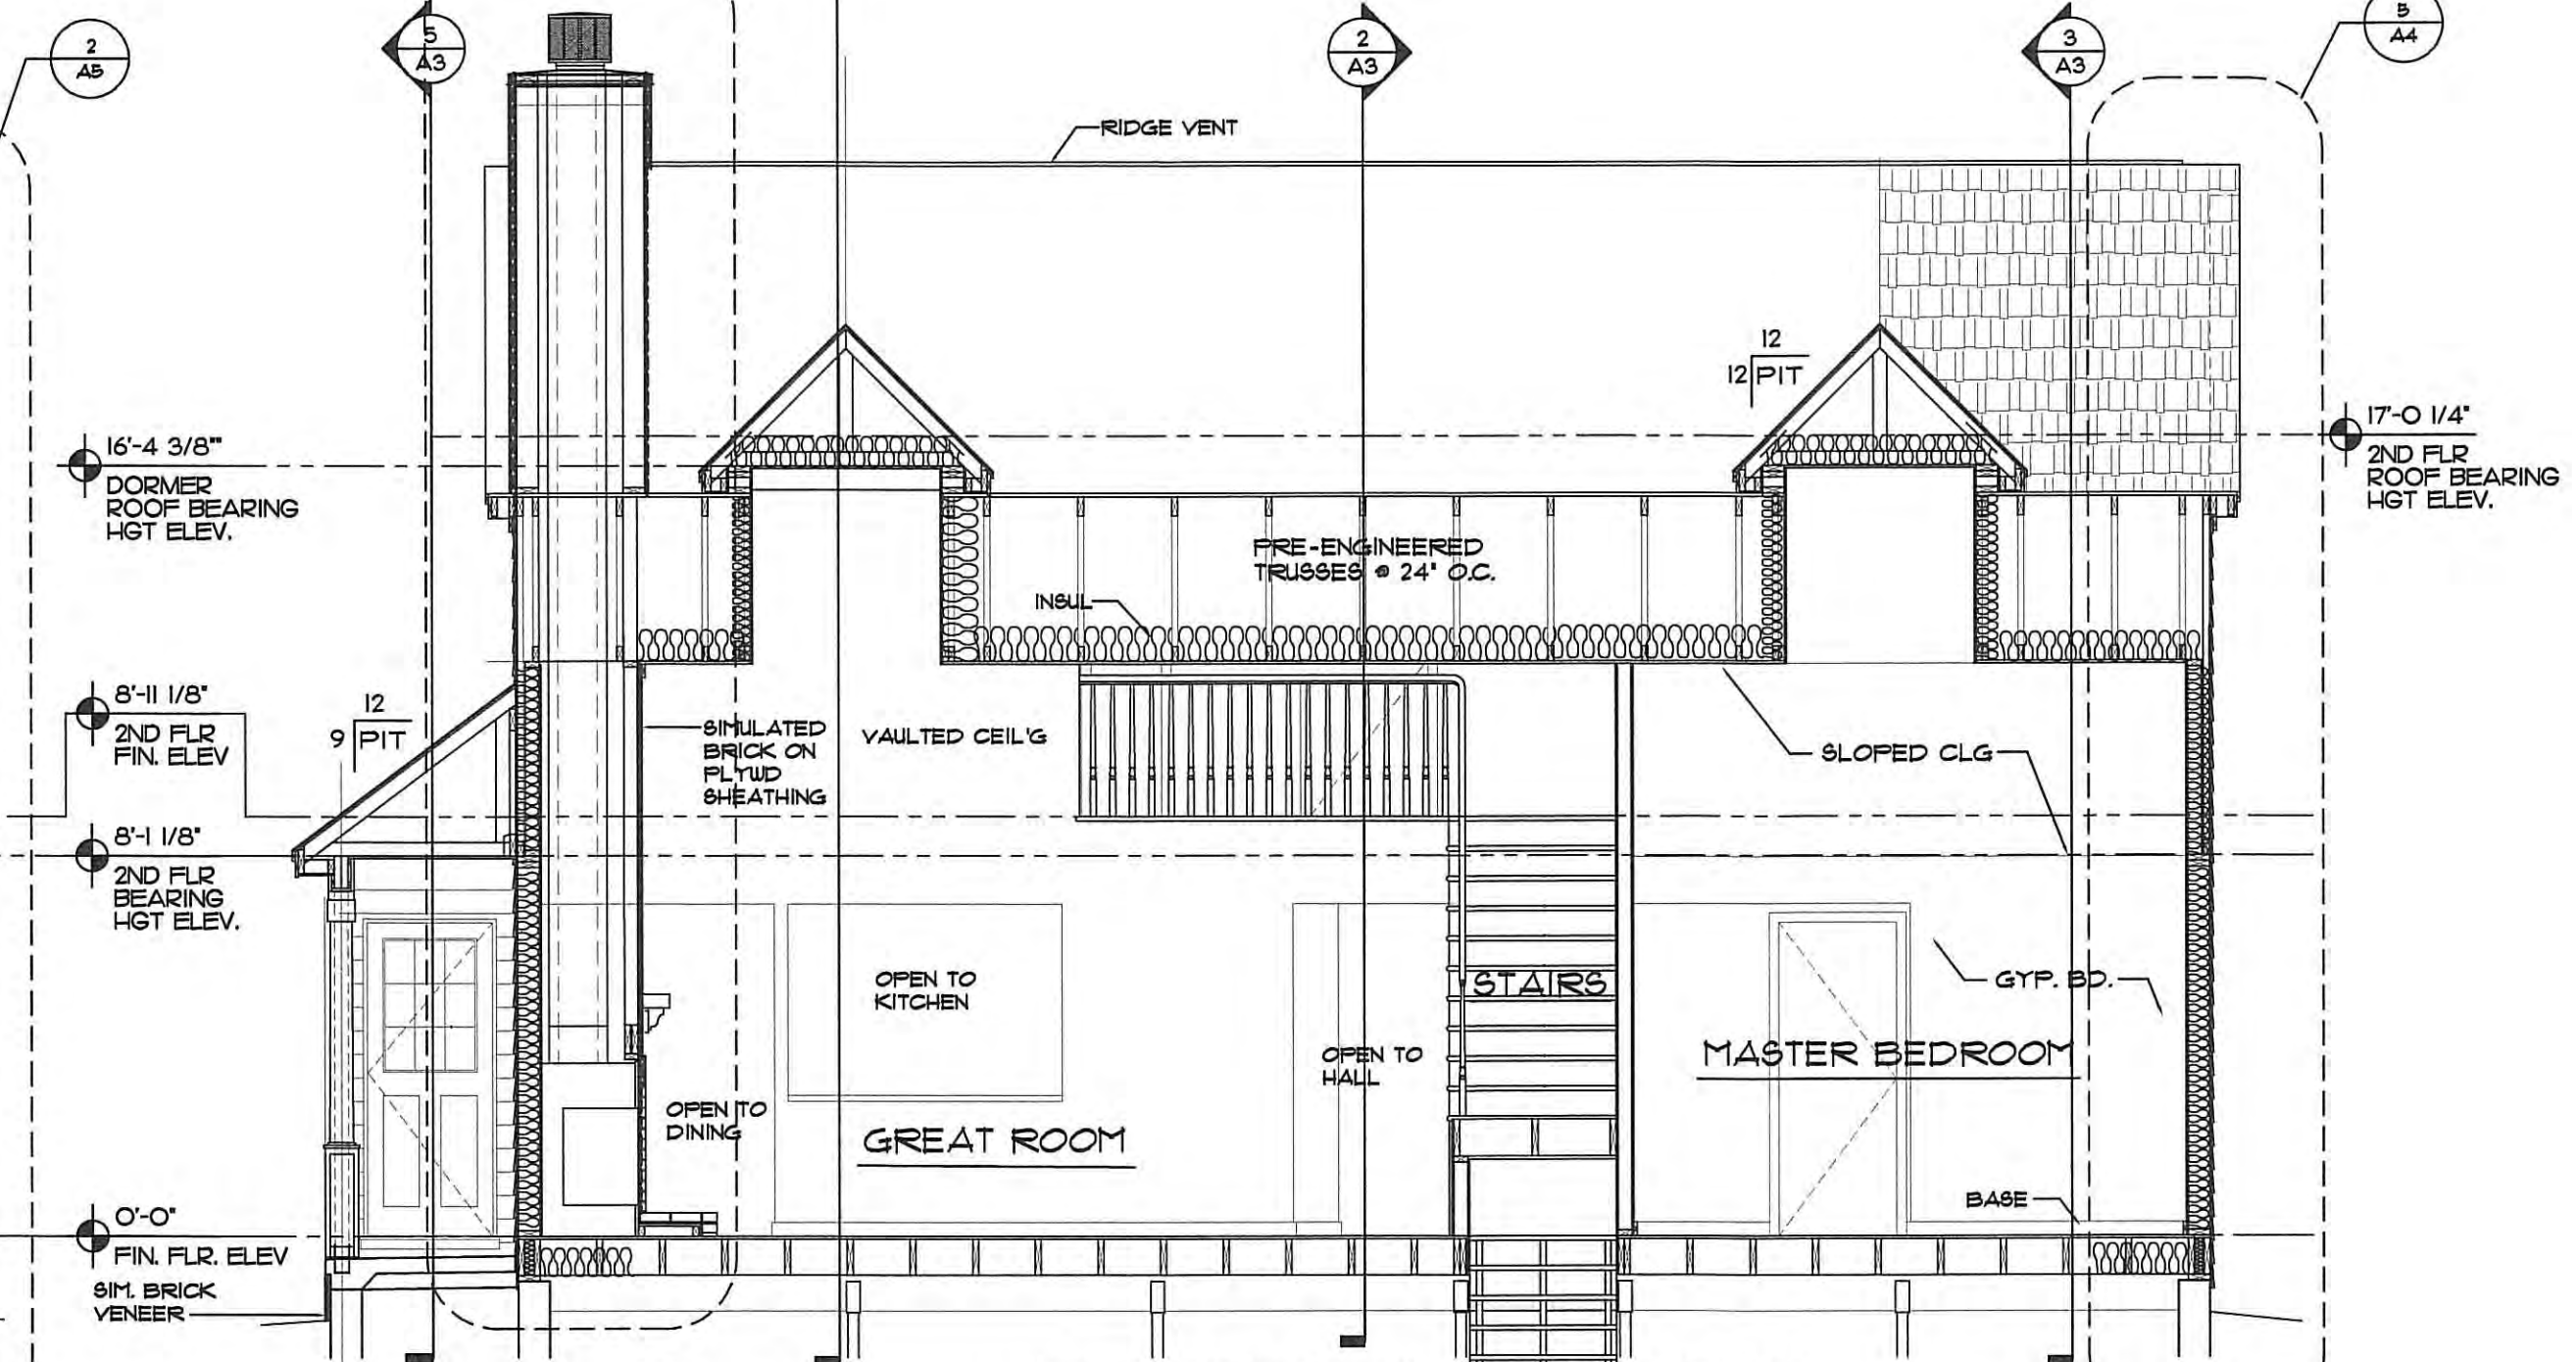 2
A5
5
A3
2
A3
3
A3
5
A4
RIDGE VENT
12
12 PIT
16'-4 3/8""
DORMER
ROOF BEARING
HGT ELEV.
17'-0 1/4"
2ND FLR
ROOF BEARING
HGT ELEV.
PRE-ENGINEERED
TRUSSES @ 24" O.C.
INSUL
8'-11 1/8"
2ND FLR
FIN. ELEV
12
9 PIT
SIMULATED
BRICK ON
PLYWD
SHEATHING
VAULTED CEIL'G
SLOPED CLG
8'-1 1/8"
2ND FLR
BEARING
HGT ELEV.
OPEN TO
KITCHEN
STAIRS
GYP. BD.
OPEN TO
HALL
MASTER BEDROOM
OPEN TO
DINING
GREAT ROOM
BASE
0'-0"
FIN. FLR. ELEV
SIM. BRICK
VENEER